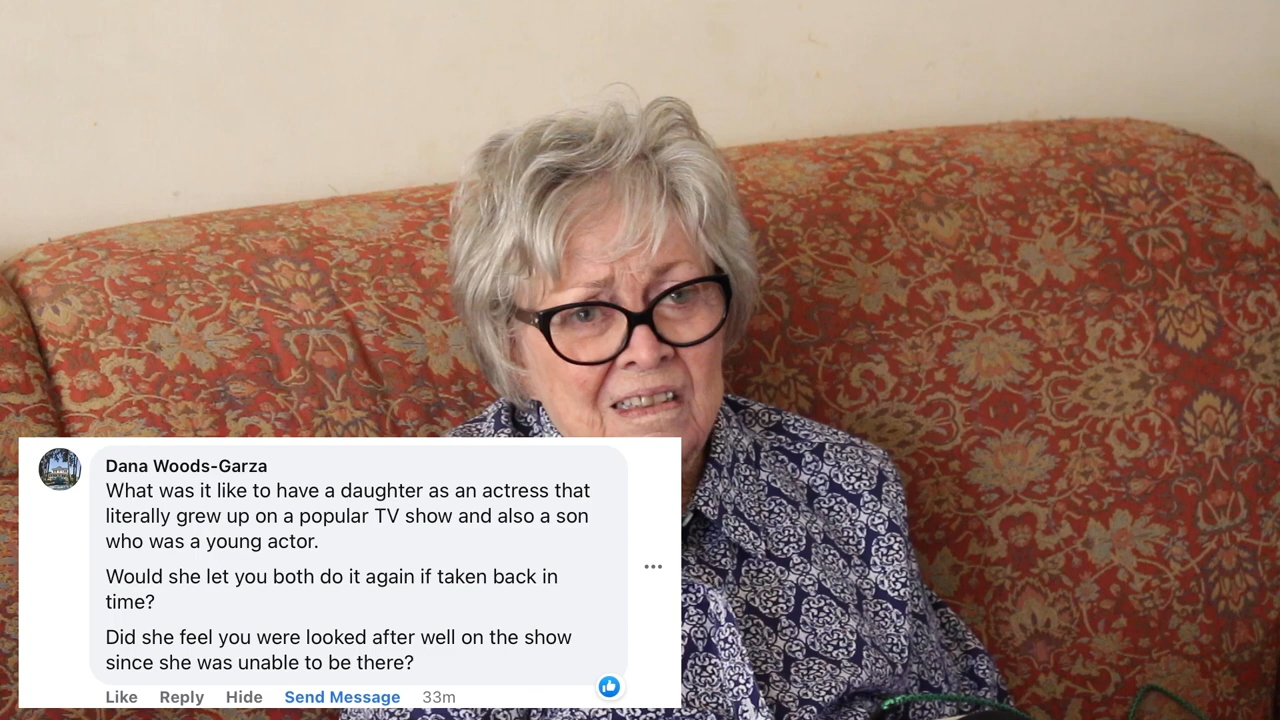 Dana Woods-Garza
What was it like to have a daughter as an actress that
literally grew up on a popular TV show and also a son
who was a young actor.
Would she let you both do it again if taken back in
time?
Did she feel you were looked after well on the show
since she was unable to be there?
Like Reply Hide Send Message 33m